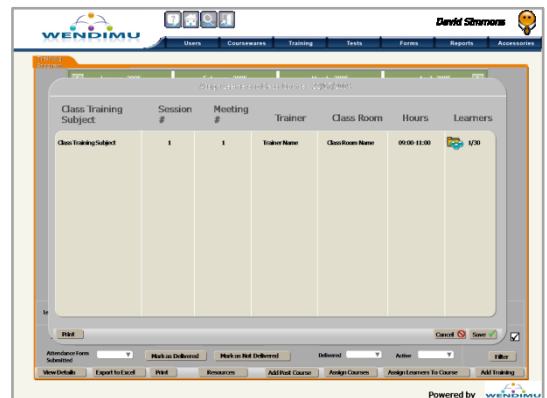 WENDIMU
David Simmons
Users Coursewares Training Tests Forms Reports Accessories
Class Training Subject Session # Meeting # Trainer Class Room Hours Learners
Class Training Subject 1 1 Trainer Name Class Room Name 09:00-11:00 1/30
Print Cancel Save
Attendance Form Submitted Mark as Delivered Mark as Not Delivered Delivered Active Filter
View Details Export to Excel Print Resources Add Past Course Assign Courses Assign Learners To Course Add Training
Powered by WENDIMU